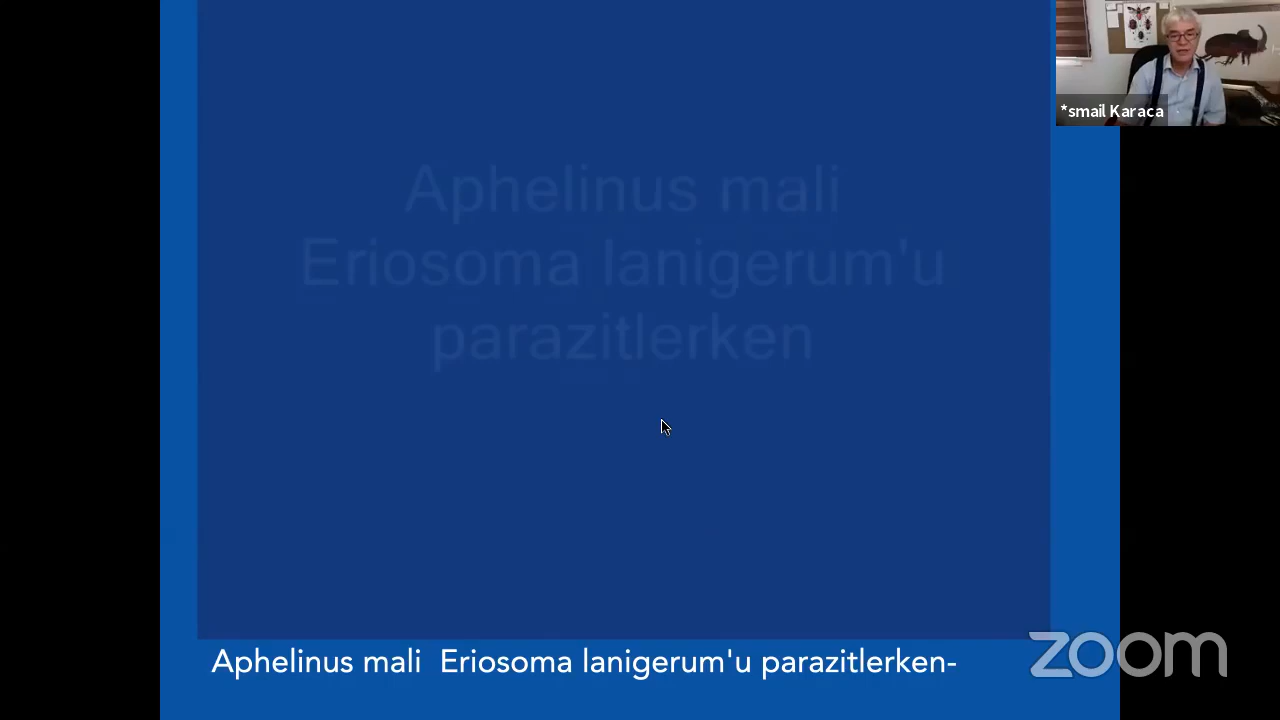 *smail Karaca
Aphelinus mali
Eriosoma lanigerum'u
parazitlerken
Aphelinus mali  Eriosoma lanigerum'u parazitlerken-
zoom